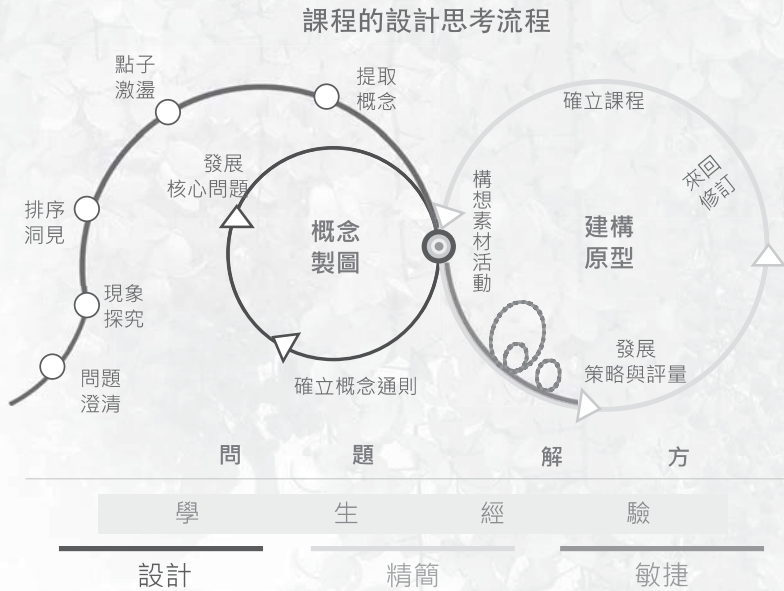 課程的設計思考流程
點子
激盪
提取
概念
確立課程
發展
核心問題
構想素材活動
來回
修訂
排序
洞見
概念
製圖
建構
原型
現象
探究
發展
策略與評量
問題
澄清
確立概念通則
問 題 解 方
學 生 經 驗
設計 精簡 敏捷